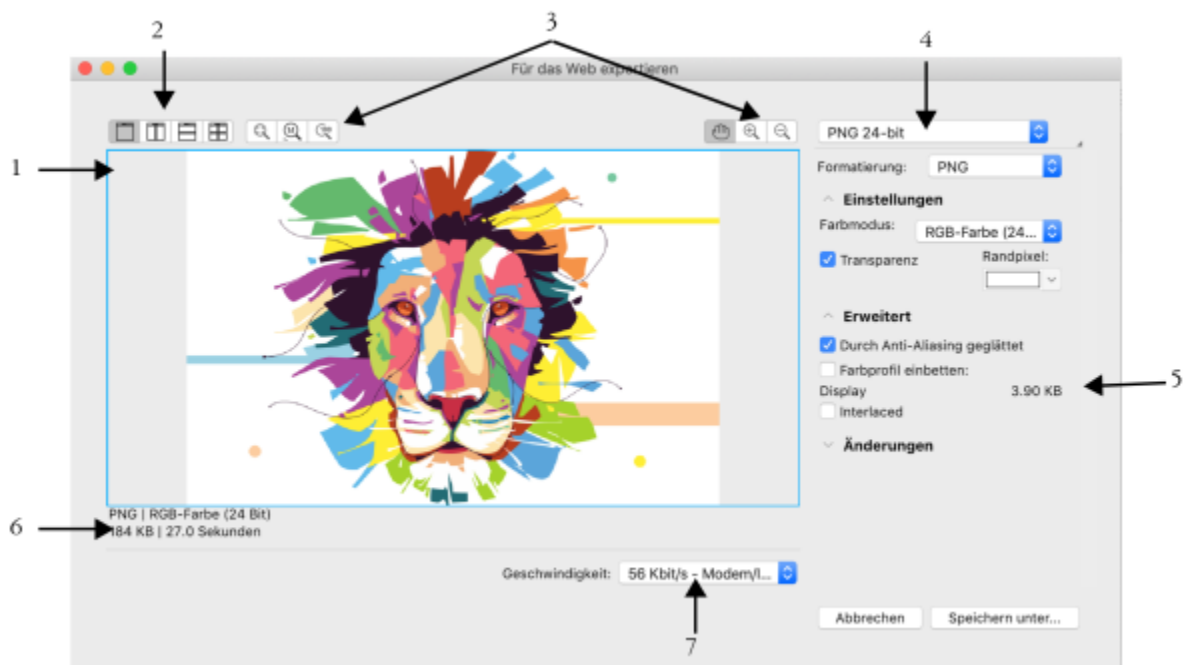 2
3
4
Für das Web exportieren
PNG 24-bit
1
Formatierung: PNG
Einstellungen
Farbmodus: RGB-Farbe (24...
Transparenz Randpixel:
Erweitert
Durch Anti-Aliasing geglättet
Farbprofil einbetten:
Display 3.90 KB
5
Interlaced
Änderungen
PNG | RGB-Farbe (24 Bit)
6
184 KB | 27.0 Sekunden
Geschwindigkeit: 56 Kbit/s - Modem/I...
Abbrechen Speichern unter...
7